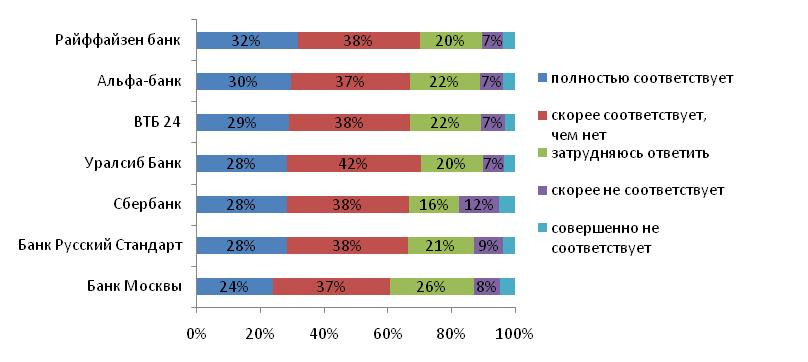 Райффайзен банк
32% 38% 20% 7%
Альфа-банк
30% 37% 22% 7%
ВТБ 24
29% 38% 22% 7%
Уралсиб Банк
28% 42% 20% 7%
Сбербанк
28% 38% 16% 12%
Банк Русский Стандарт
28% 38% 21% 9%
Банк Москвы
24% 37% 26% 8%
0% 20% 40% 60% 80% 100%
полностью соответствует
скорее соответствует,
чем нет
затрудняюсь ответить
скорее не соответствует
совершенно не
соответствует